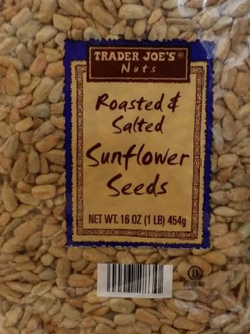 TRADER JOE'S®
Nuts
Roasted &
Salted
Sunflower
Seeds
NET WT. 16 OZ (1 LB) 454g